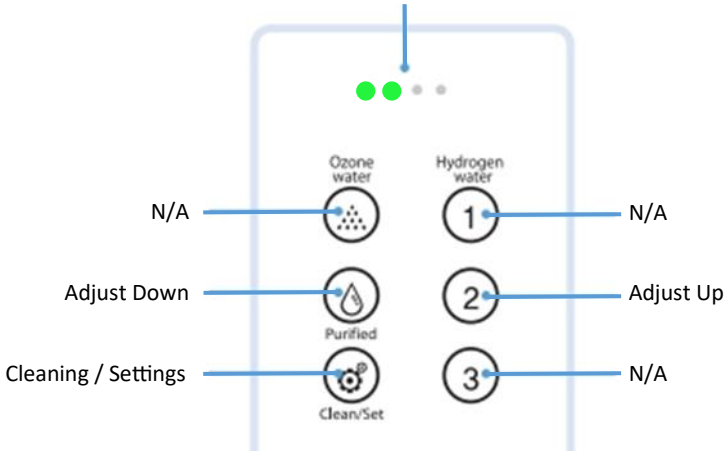 Ozone
water
Hydrogen
water
N/A
1
N/A
Adjust Down
2
Adjust Up
Purified
Cleaning / Settings
3
N/A
Clean/Set